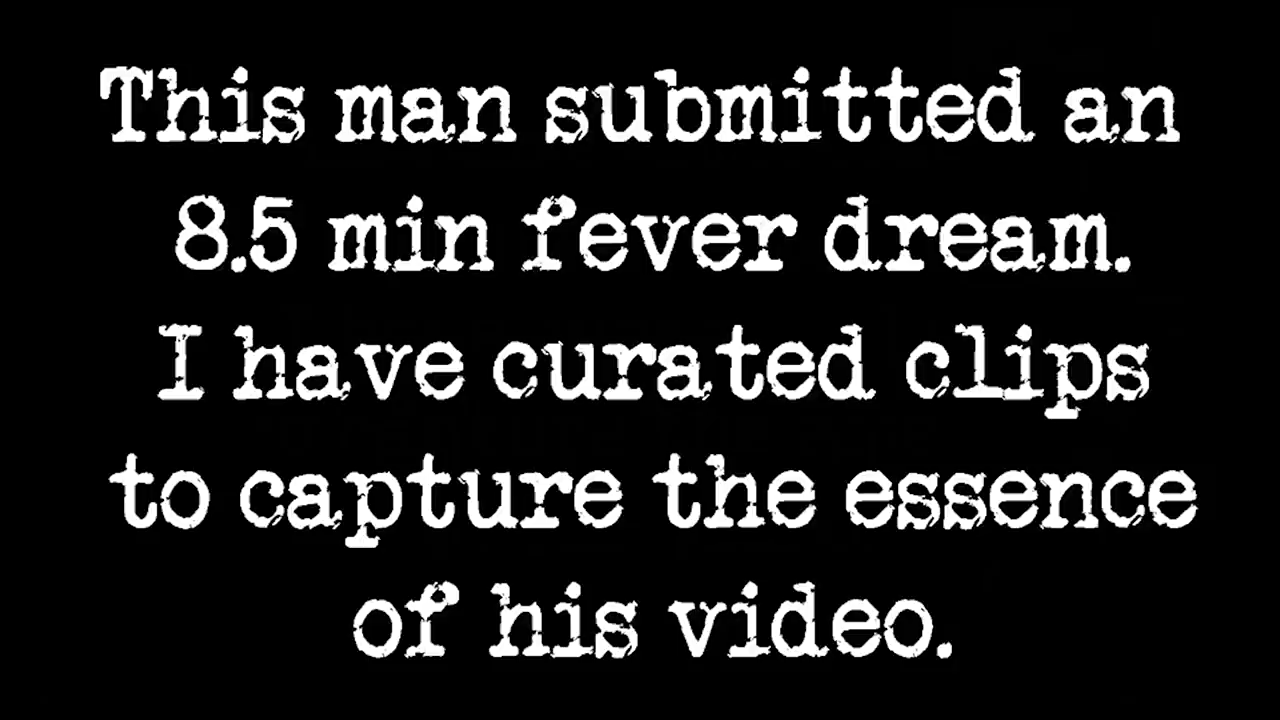 This man submitted an
8.5 min fever dream.
I have curated clips
to capture the essence
of his video.